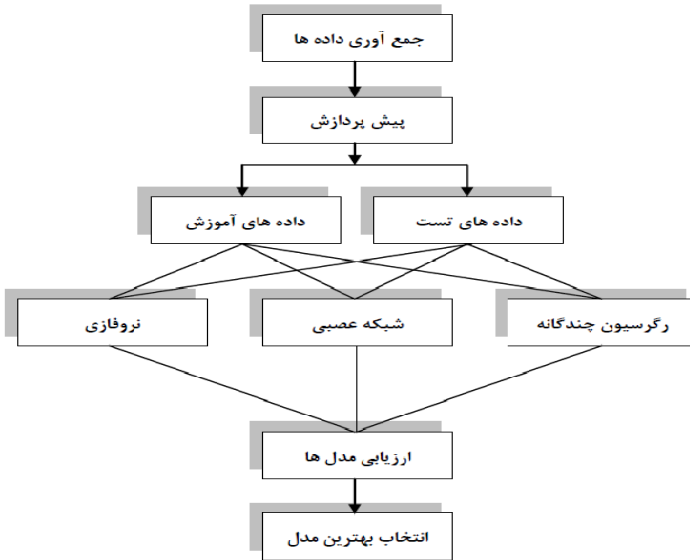 جمع آوری داده ها
پیش پردازش
داده های تست
داده های آموزش
رگرسیون چندگانه
شبکه عصبی
نروفازی
ارزیابی مدل ها
انتخاب بهترین مدل